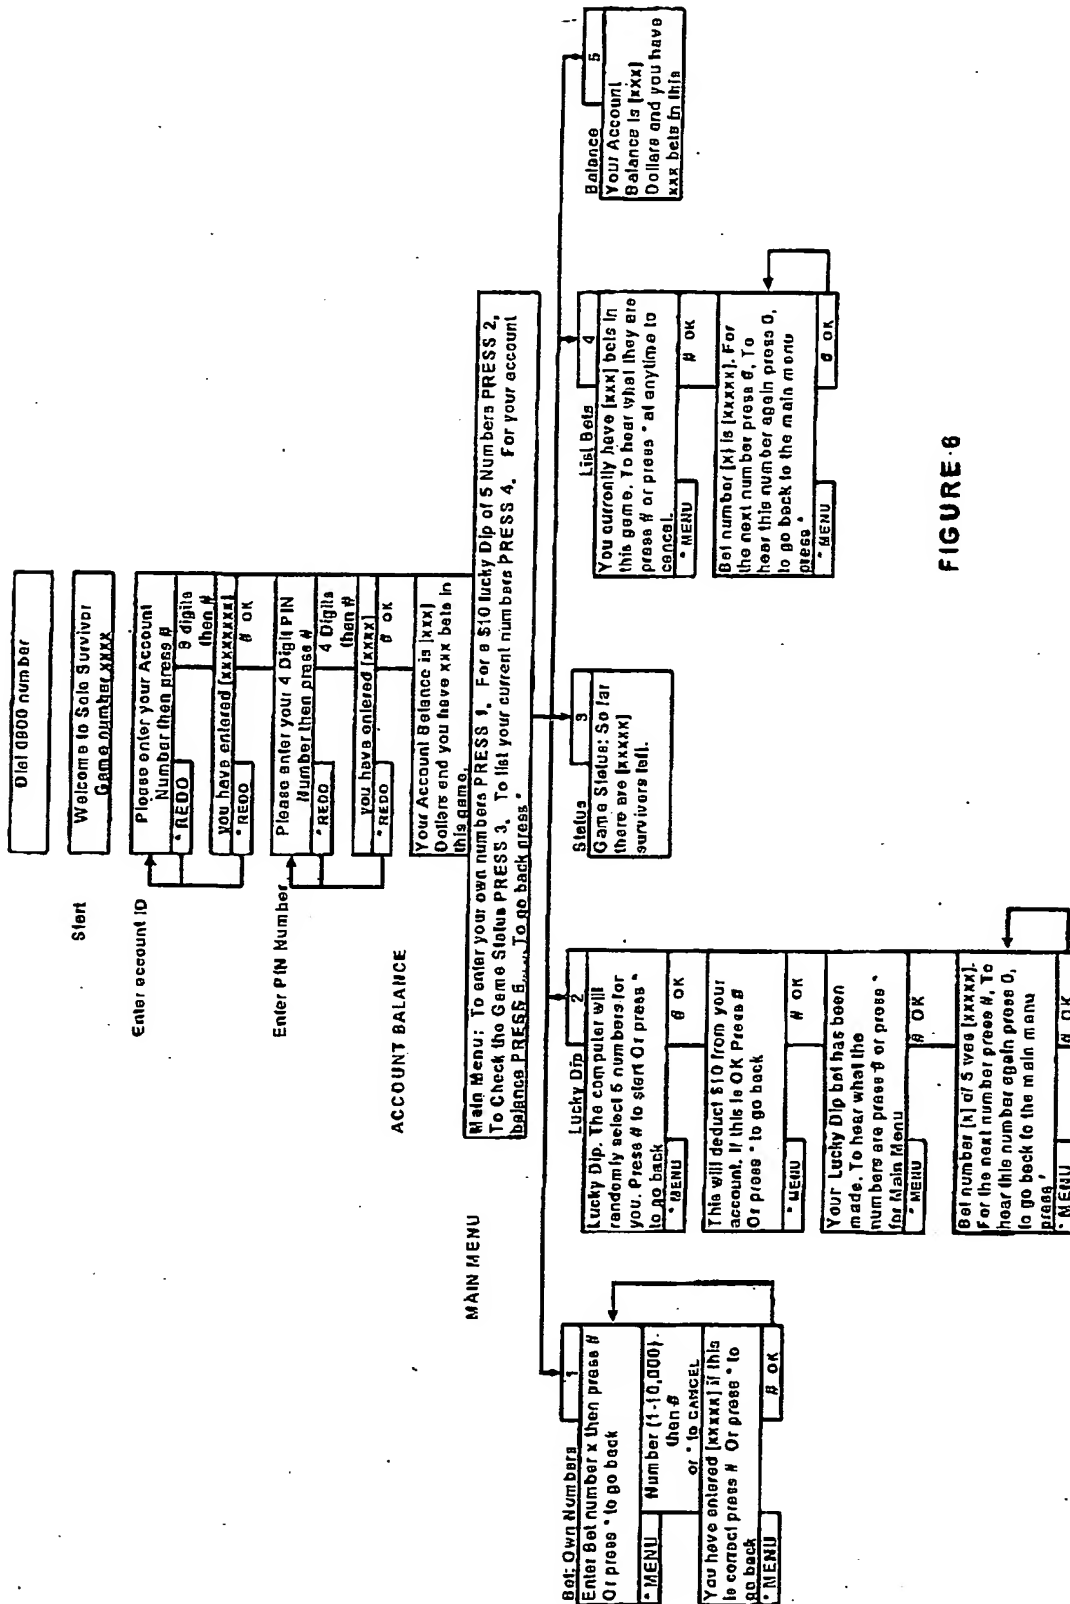 Dial 0800 number
Start
Welcome to Solo Survivor
Game number xxxx
Enter account ID
Please enter your Account
Number then press #
* REDO
9 digits
then #
you have entered [xxxxxxxx]
* REDO
# OK
Enter PIN Number
Please enter your 4 Digit PIN
Number then press #
* REDO
4 Digits
then #
you have entered [xxxx]
* REDO
# OK
ACCOUNT BALANCE
Your Account Balance is [xxx]
Dollars and you have xxx bets in
this game.
MAIN MENU
Main Menu: To enter your own numbers PRESS 1. For a $10 lucky Dip of 5 Numbers PRESS 2,
To Check the Game Status PRESS 3. To list your current numbers PRESS 4. For your account
balance PRESS 5.... To go back press *
Bet: Own Numbers
1
Enter Bet number x then press #
Or press * to go back
* MENU
Number (1-10,000).
then #
or * to CANCEL
You have entered [xxxxx] if this
is correct press # Or press * to
go back
* MENU
# OK
Lucky Dip
2
Lucky Dip. The computer will
randomly select 5 numbers for
you. Press # to start Or press *
to go back
* MENU
# OK
This will deduct $10 from your
account. If this is OK Press #
Or press * to go back
* MENU
# OK
Your Lucky Dip bet has been
made. To hear what the
numbers are press # or press *
for Main Menu
* MENU
# OK
Bet number [x] of 5 was [xxxxx].
For the next number press #, To
hear this number again press 0,
to go back to the main menu
press *
* MENU
# OK
Status
3
Game Status: So far
there are [xxxxx]
survivers left.
List Bets
4
You currently have [xxx] bets in
this game. To hear what they are
press # or press * at anytime to
cancel.
* MENU
# OK
Bet number [x] is [xxxxx]. For
the next number press #, To
hear this number again press 0,
to go back to the main menu
press *
* MENU
# OK
Balance
5
Your Account
Balance is [xxx]
Dollars and you have
xxx bets in this
FIGURE 6